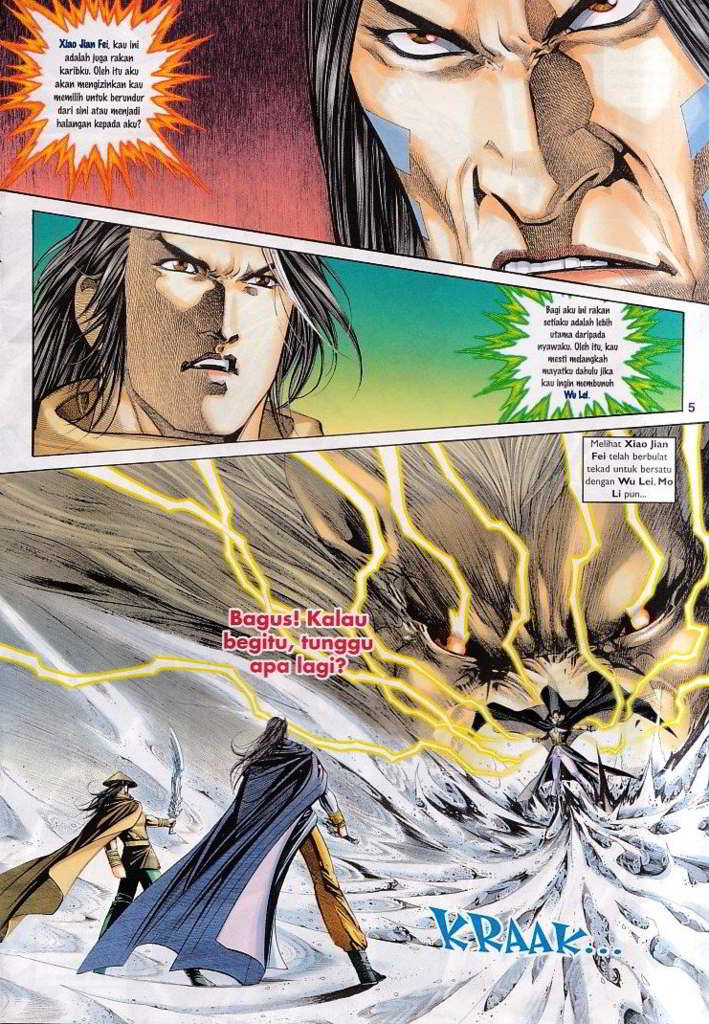 Xiao Jian Fei, kau ini
adalah juga rakan
karibku. Oleh itu aku
akan mengizinkan kau
memilih untuk berundur
dari sini atau menjadi
halangan kepada aku?
Bagi aku ini rakan
setiaku adalah lebih
utama daripada
nyawaku. Oleh itu, kau
mesti melangkah
mayatku dahulu jika
kau ingin membunuh
Wu Lei.
5
Melihat Xiao Jian
Fei telah berbulat
tekad untuk bersatu
dengan Wu Lei. Mo
Li pun...
Bagus! Kalau
begitu, tunggu
apa lagi?
KRAAK...